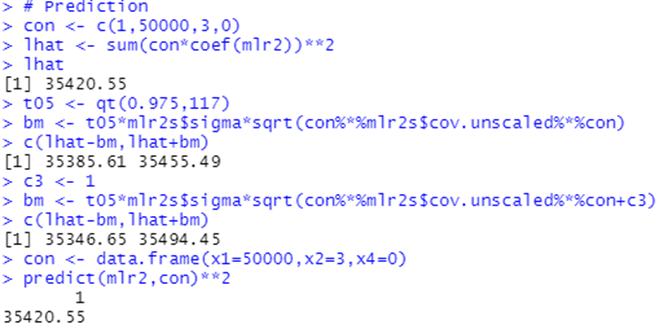 > # Prediction
> con <- c(1,50000,3,0)
> lhat <- sum(con*coef(mlr2))**2
> lhat
[1] 35420.55
> t05 <- qt(0.975,117)
> bm <- t05*mlr2s$sigma*sqrt(con%*%mlr2s$cov.unscaled%*%con)
> c(lhat-bm,lhat+bm)
[1] 35385.61 35455.49
> c3 <- 1
> bm <- t05*mlr2s$sigma*sqrt(con%*%mlr2s$cov.unscaled%*%con+c3)
> c(lhat-bm,lhat+bm)
[1] 35346.65 35494.45
> con <- data.frame(x1=50000,x2=3,x4=0)
> predict(mlr2,con)**2
1
35420.55